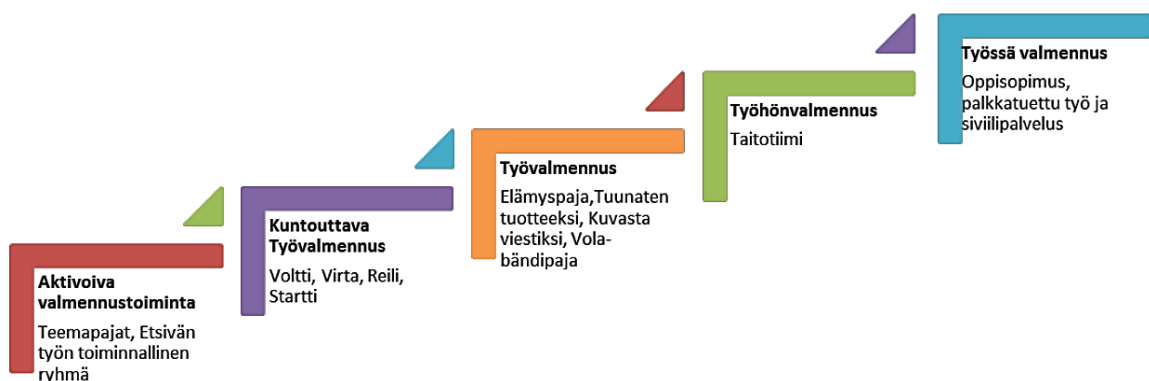 Aktivoiva
valmennustoiminta
Teemapajat, Etsivän
työn toiminnallinen
ryhmä
Kuntouttava
Työvalmennus
Voltti, Virta, Reili,
Startti
Työvalmennus
Elämyspaja,Tuunaten
tuotteeksi, Kuvasta
viestiksi, Vola-
bändipaja
Työhönvalmennus
Taitotiimi
Työssä valmennus
Oppisopimus,
palkkatuettu työ ja
siviilipalvelus